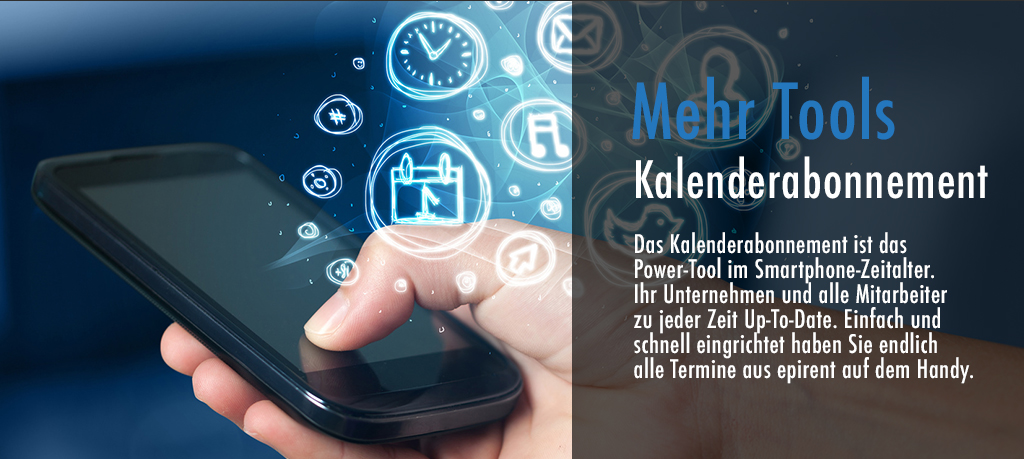 Mehr Tools
Kalenderabonnement
Das Kalenderabonnement ist das
Power-Tool im Smartphone-Zeitalter.
Ihr Unternehmen und alle Mitarbeiter
zu jeder Zeit Up-To-Date. Einfach und
schnell eingrichtet haben Sie endlich
alle Termine aus epirent auf dem Handy.